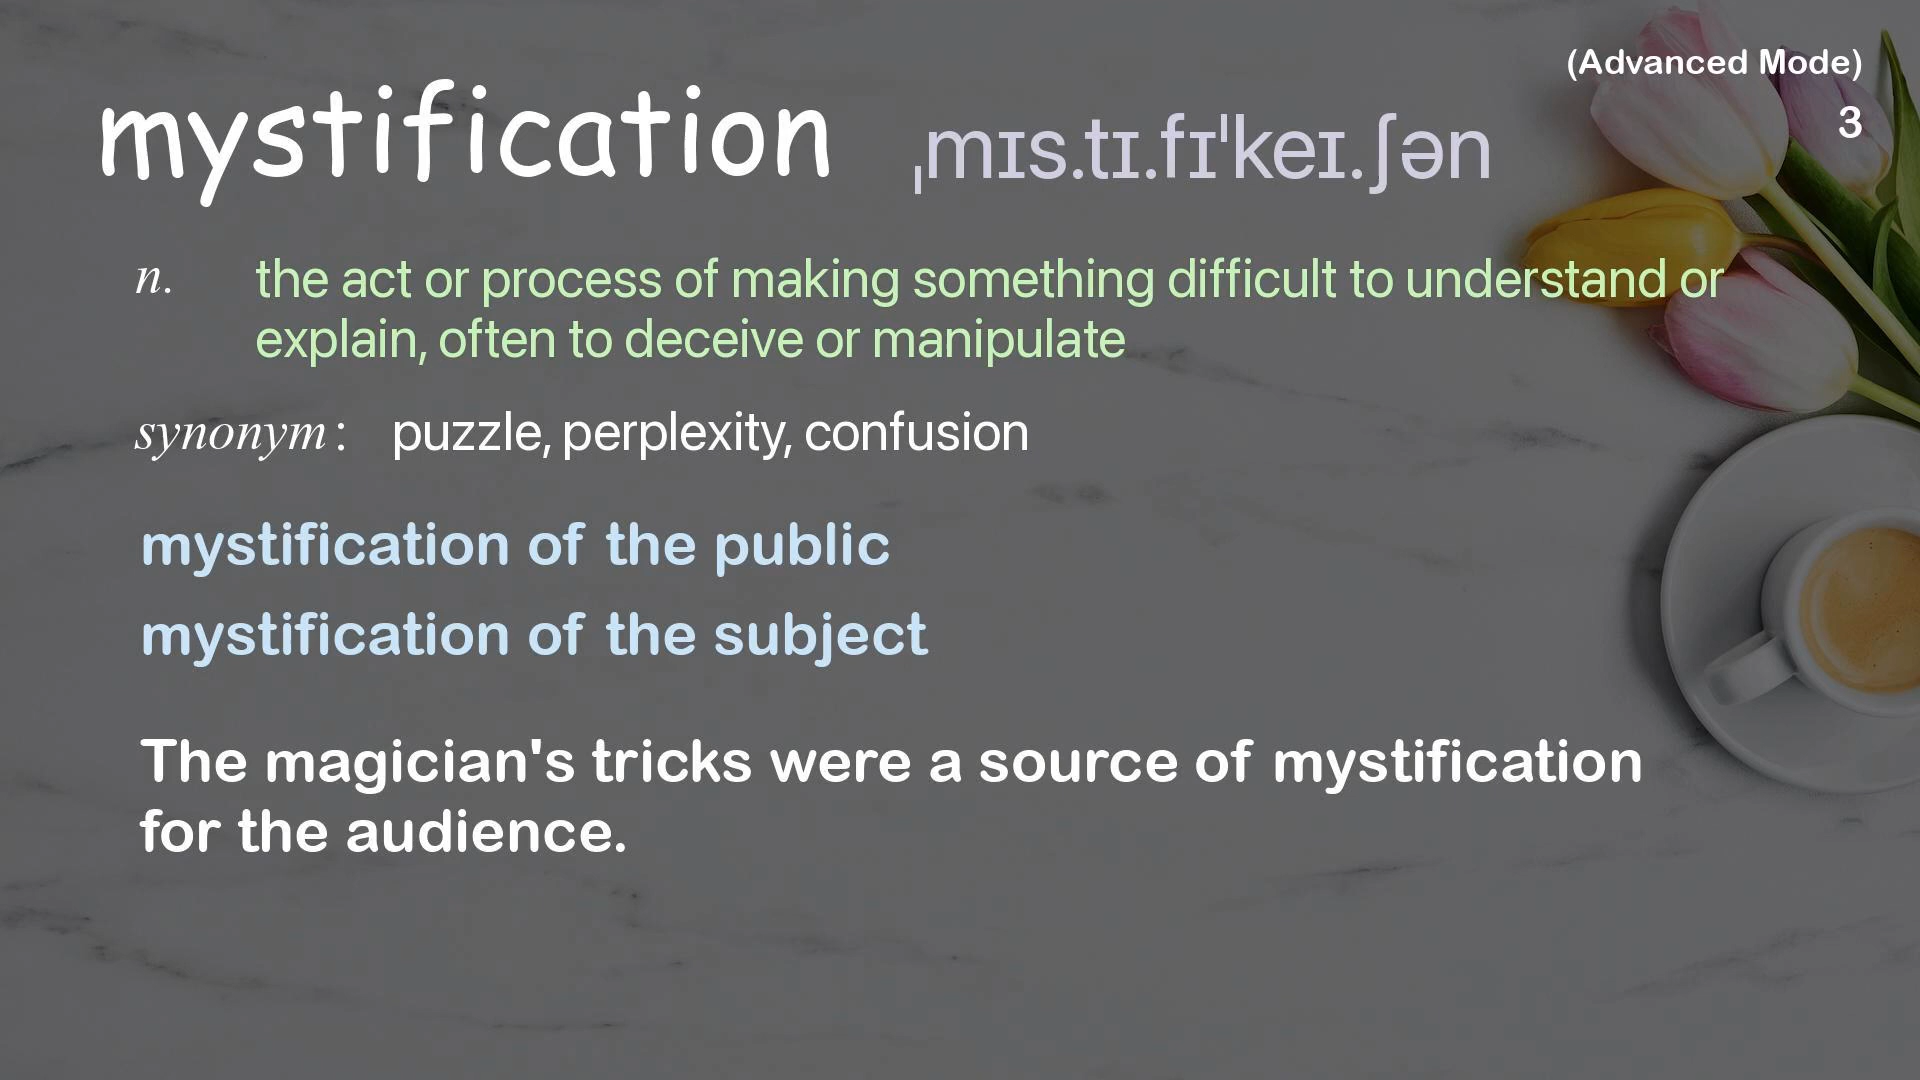 (Advanced Mode)
3
mystification ˌmɪs.tɪ.fɪˈkeɪ.ʃən
n. the act or process of making something difficult to understand or
explain, often to deceive or manipulate
synonym: puzzle, perplexity, confusion
mystification of the public
mystification of the subject
The magician's tricks were a source of mystification
for the audience.